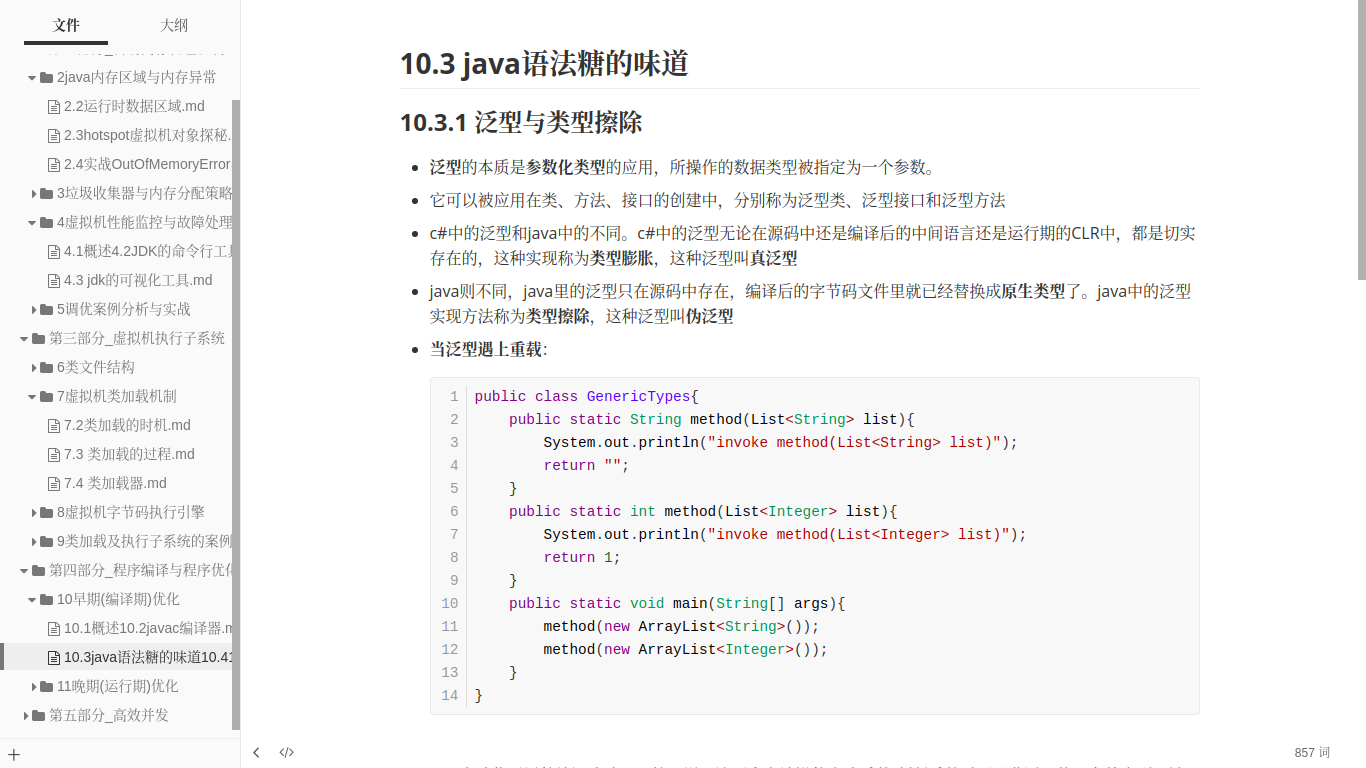 文件 大纲
2java内存区域与内存异常
2.2运行时数据区域.md
2.3hotspot虚拟机对象探秘.
2.4实战OutOfMemoryError
3垃圾收集器与内存分配策略
4虚拟机性能监控与故障处理
4.1概述4.2JDK的命令行工具
4.3 jdk的可视化工具.md
5调优案例分析与实战
第三部分_虚拟机执行子系统
6类文件结构
7虚拟机类加载机制
7.2类加载的时机.md
7.3 类加载的过程.md
7.4 类加载器.md
8虚拟机字节码执行引擎
9类加载及执行子系统的案例
第四部分_程序编译与程序优化
10早期(编译期)优化
10.1概述10.2javac编译器.m
10.3java语法糖的味道10.41
11晚期(运行期)优化
第五部分_高效并发
10.3 java语法糖的味道
10.3.1 泛型与类型擦除
泛型的本质是参数化类型的应用，所操作的数据类型被指定为一个参数。
它可以被应用在类、方法、接口的创建中，分别称为泛型类、泛型接口和泛型方法
c#中的泛型和java中的不同。c#中的泛型无论在源码中还是编译后的中间语言还是运行期的CLR中，都是切实
存在的，这种实现称为类型膨胀，这种泛型叫真泛型
java则不同，java里的泛型只在源码中存在，编译后的字节码文件里就已经替换成原生类型了。java中的泛型
实现方法称为类型擦除，这种泛型叫伪泛型
当泛型遇上重载：
1 public class GenericTypes{
2 public static String method(List<String> list){
3 System.out.println("invoke method(List<String> list)");
4 return "";
5 }
6 public static int method(List<Integer> list){
7 System.out.println("invoke method(List<Integer> list)");
8 return 1;
9 }
10 public static void main(String[] args){
11 method(new ArrayList<String>());
12 method(new ArrayList<Integer>());
13 }
14 }
857 词